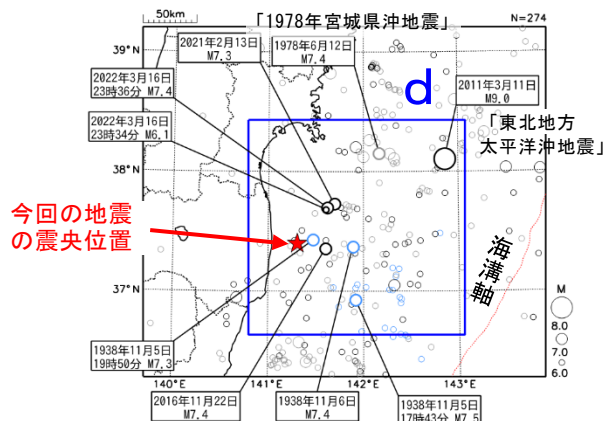 50km
「1978年宮城県沖地震」
N=274
39°N
2021年2月13日
M7.3
1978年6月12日
M7.4
2022年3月16日
23時36分 M7.4
d
2011年3月11日
M9.0
2022年3月16日
23時34分 M6.1
「東北地方
太平洋沖地震」
38°N
今回の地震
の震央位置
海溝軸
37°N
M
8.0
7.0
6.0
1938年11月5日
19時50分 M7.3
140°E
141°E
142°E
143°E
2016年11月22日
M7.4
1938年11月6日
M7.4
1938年11月5日
17時43分 M7.5